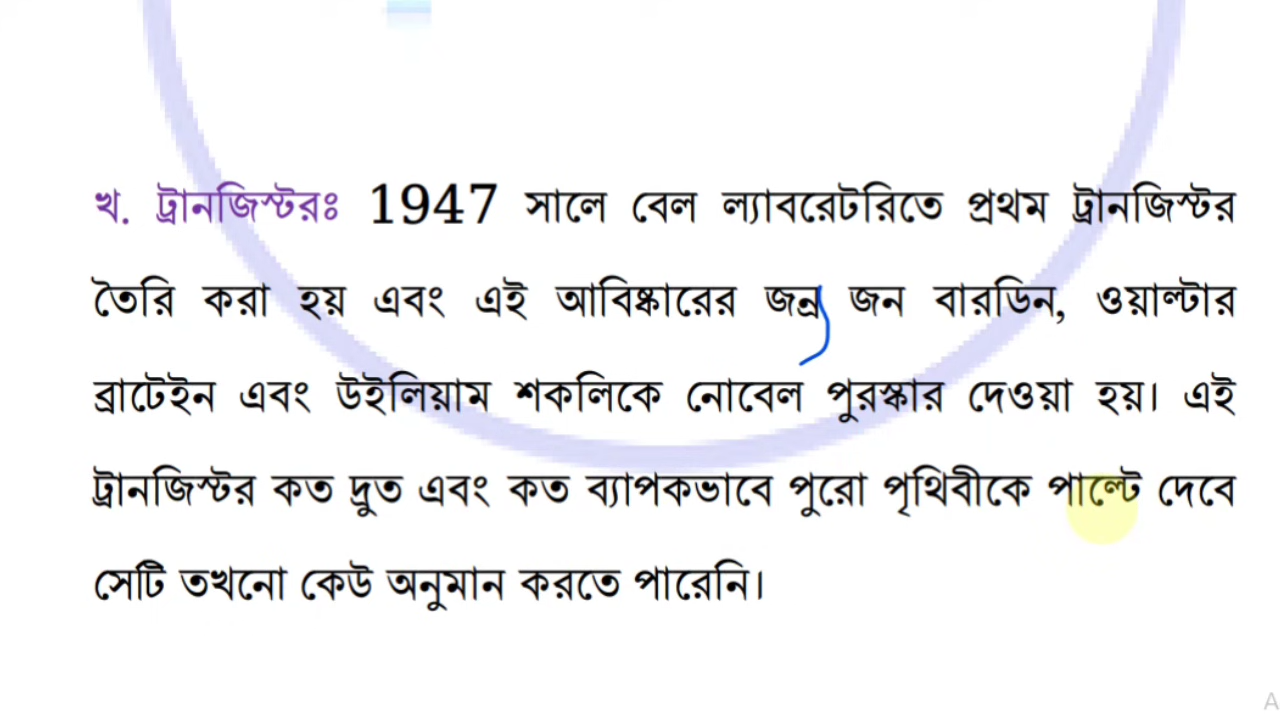 খ. ট্রানজিস্টরঃ 1947 সালে বেল ল্যাবরেটরিতে প্রথম ট্রানজিস্টর
তৈরি করা হয় এবং এই আবিষ্কারের জন্য জন বারডিন, ওয়াল্টার
ব্রাটেইন এবং উইলিয়াম শকলিকে নোবেল পুরস্কার দেওয়া হয়। এই
ট্রানজিস্টর কত দ্রুত এবং কত ব্যাপকভাবে পুরো পৃথিবীকে পাল্টে দেবে
সেটি তখনো কেউ অনুমান করতে পারেনি।
A